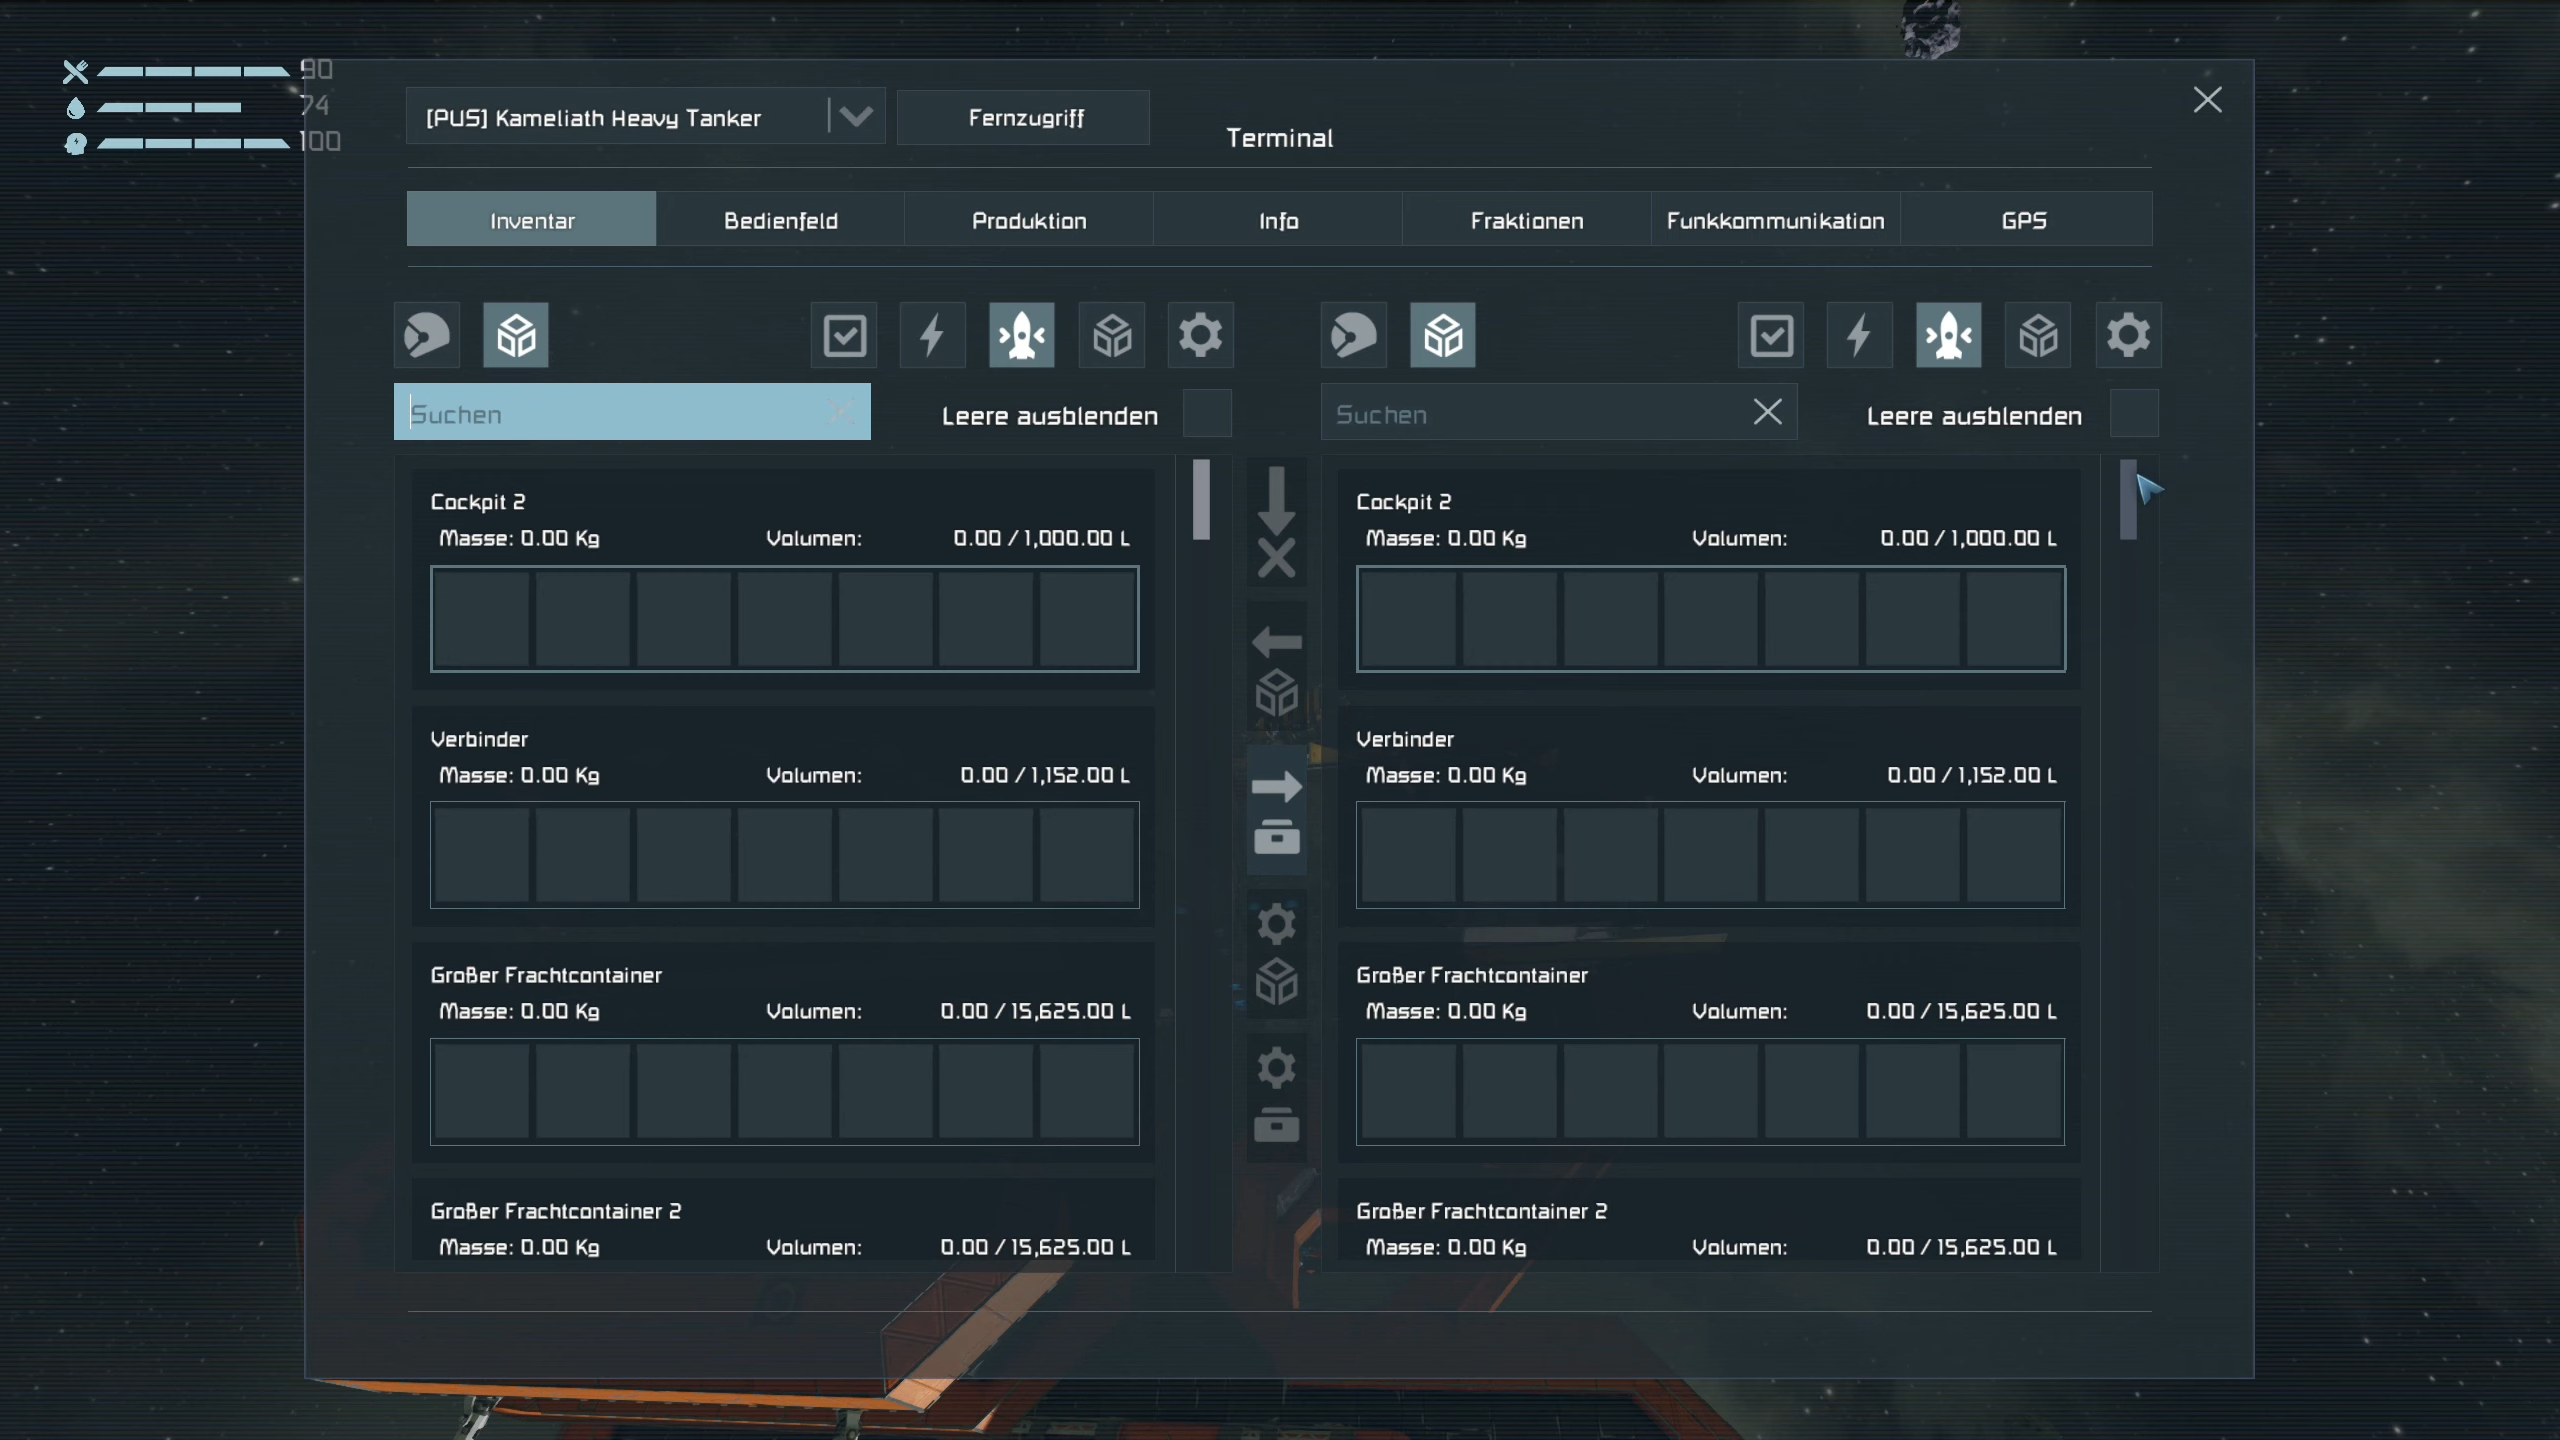 90
74
100
[PUS] Kameliath Heavy Tanker
Fernzugriff
Terminal
Inventar
Bedienfeld
Produktion
Info
Fraktionen
Funkkommunikation
GPS
Suchen
Leere ausblenden
Suchen
Leere ausblenden
Cockpit 2
Masse: 0.00 Kg Volumen: 0.00 / 1,000.00 L
Verbinder
Masse: 0.00 Kg Volumen: 0.00 / 1,152.00 L
Großer Frachtcontainer
Masse: 0.00 Kg Volumen: 0.00 / 15,625.00 L
Großer Frachtcontainer 2
Masse: 0.00 Kg Volumen: 0.00 / 15,625.00 L
Cockpit 2
Masse: 0.00 Kg Volumen: 0.00 / 1,000.00 L
Verbinder
Masse: 0.00 Kg Volumen: 0.00 / 1,152.00 L
Großer Frachtcontainer
Masse: 0.00 Kg Volumen: 0.00 / 15,625.00 L
Großer Frachtcontainer 2
Masse: 0.00 Kg Volumen: 0.00 / 15,625.00 L